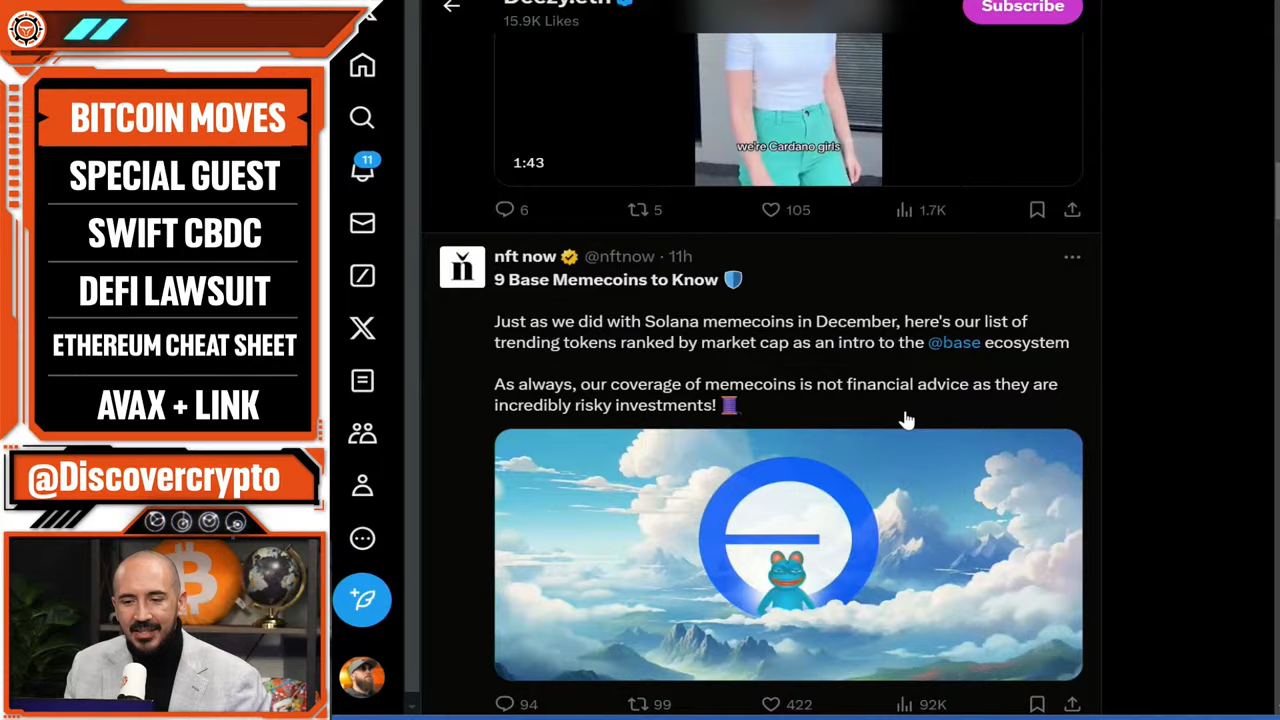 BITCOIN MOVES
SPECIAL GUEST
SWIFT CBDC
DEFI LAWSUIT
ETHEREUM CHEAT SHEET
AVAX + LINK
@Discovercrypto
11
Deezy.eth
15.9K Likes
Subscribe
we're Cardano girls
1:43
6
5
105
1.7K
nft now @nftnow · 11h
9 Base Memecoins to Know
Just as we did with Solana memecoins in December, here's our list of
trending tokens ranked by market cap as an intro to the @base ecosystem
As always, our coverage of memecoins is not financial advice as they are
incredibly risky investments!
94
99
422
92K